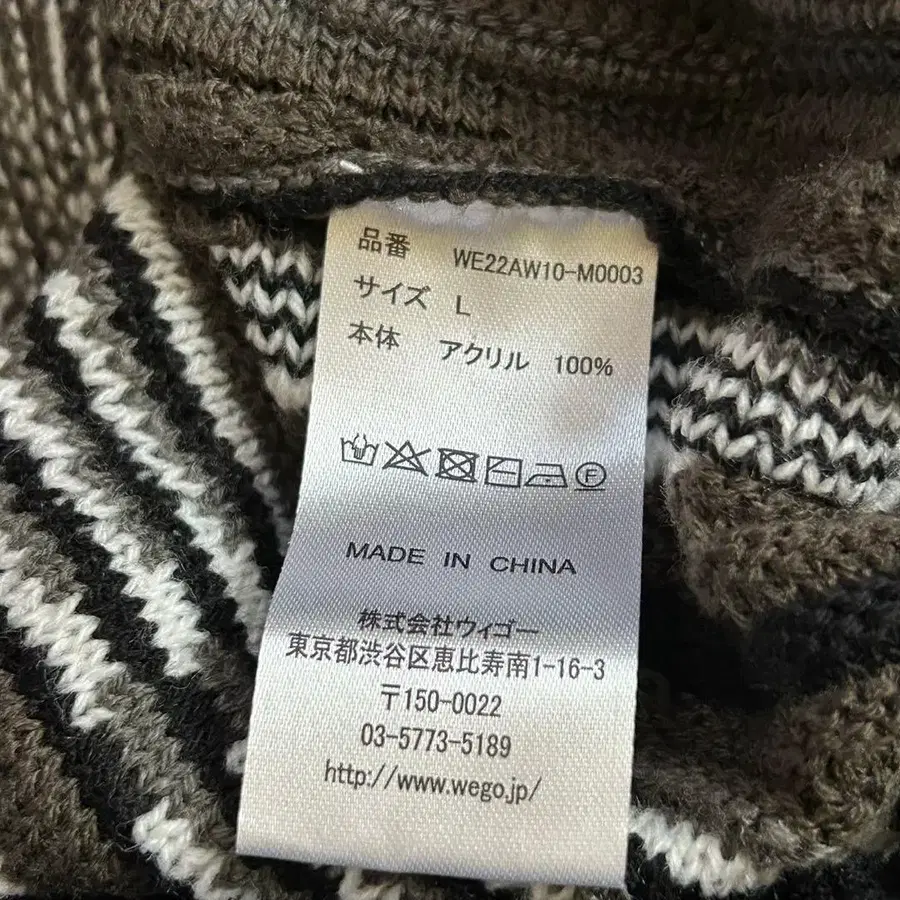 品番 WE22AW10-M0003
サイズ L
本体 アクリル 100%
F
MADE IN CHINA
株式会社ウィゴー
東京都渋谷区恵比寿南1-16-3
〒150-0022
03-5773-5189
http://www.wego.jp/